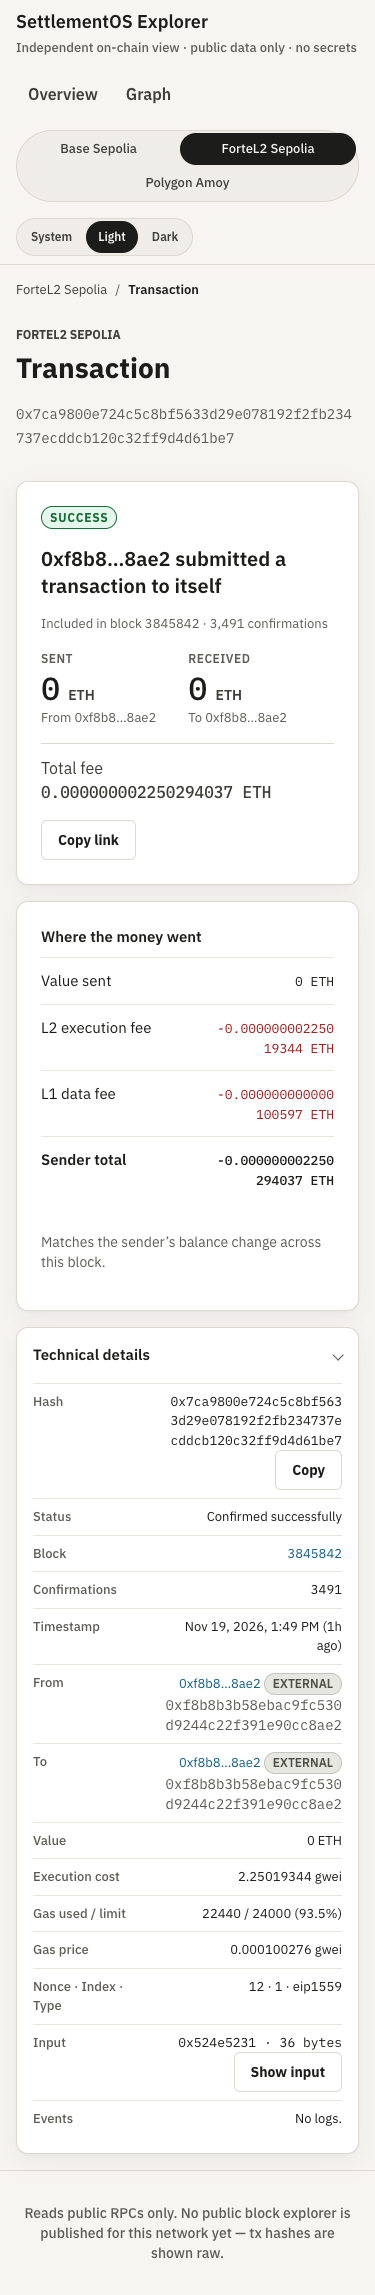 SettlementOS Explorer
Independent on-chain view · public data only · no secrets
Overview Graph
Base Sepolia ForteL2 Sepolia
Polygon Amoy
System Light Dark
ForteL2 Sepolia / Transaction
FORTEL2 SEPOLIA
Transaction
0x7ca9800e724c5c8bf5633d29e078192f2fb234
737ecddcb120c32ff9d4d61be7
SUCCESS
0xf8b8…8ae2 submitted a
transaction to itself
Included in block 3845842 · 3,491 confirmations
SENT RECEIVED
0 ETH 0 ETH
From 0xf8b8…8ae2 To 0xf8b8…8ae2
Total fee
0.000000002250294037 ETH
Copy link
Where the money went
Value sent 0 ETH
L2 execution fee -0.000000002250
19344 ETH
L1 data fee -0.000000000000
100597 ETH
Sender total -0.000000002250
294037 ETH
Matches the sender’s balance change across
this block.
Technical details
Hash 0x7ca9800e724c5c8bf563
3d29e078192f2fb234737e
cddcb120c32ff9d4d61be7
Copy
Status Confirmed successfully
Block 3845842
Confirmations 3491
Timestamp Nov 19, 2026, 1:49 PM (1h
ago)
From 0xf8b8…8ae2 EXTERNAL
0xf8b8b3b58ebac9fc530
d9244c22f391e90cc8ae2
To 0xf8b8…8ae2 EXTERNAL
0xf8b8b3b58ebac9fc530
d9244c22f391e90cc8ae2
Value 0 ETH
Execution cost 2.25019344 gwei
Gas used / limit 22440 / 24000 (93.5%)
Gas price 0.000100276 gwei
Nonce · Index · 12 · 1 · eip1559
Type
Input 0x524e5231 · 36 bytes
Show input
Events No logs.
Reads public RPCs only. No public block explorer is
published for this network yet — tx hashes are
shown raw.